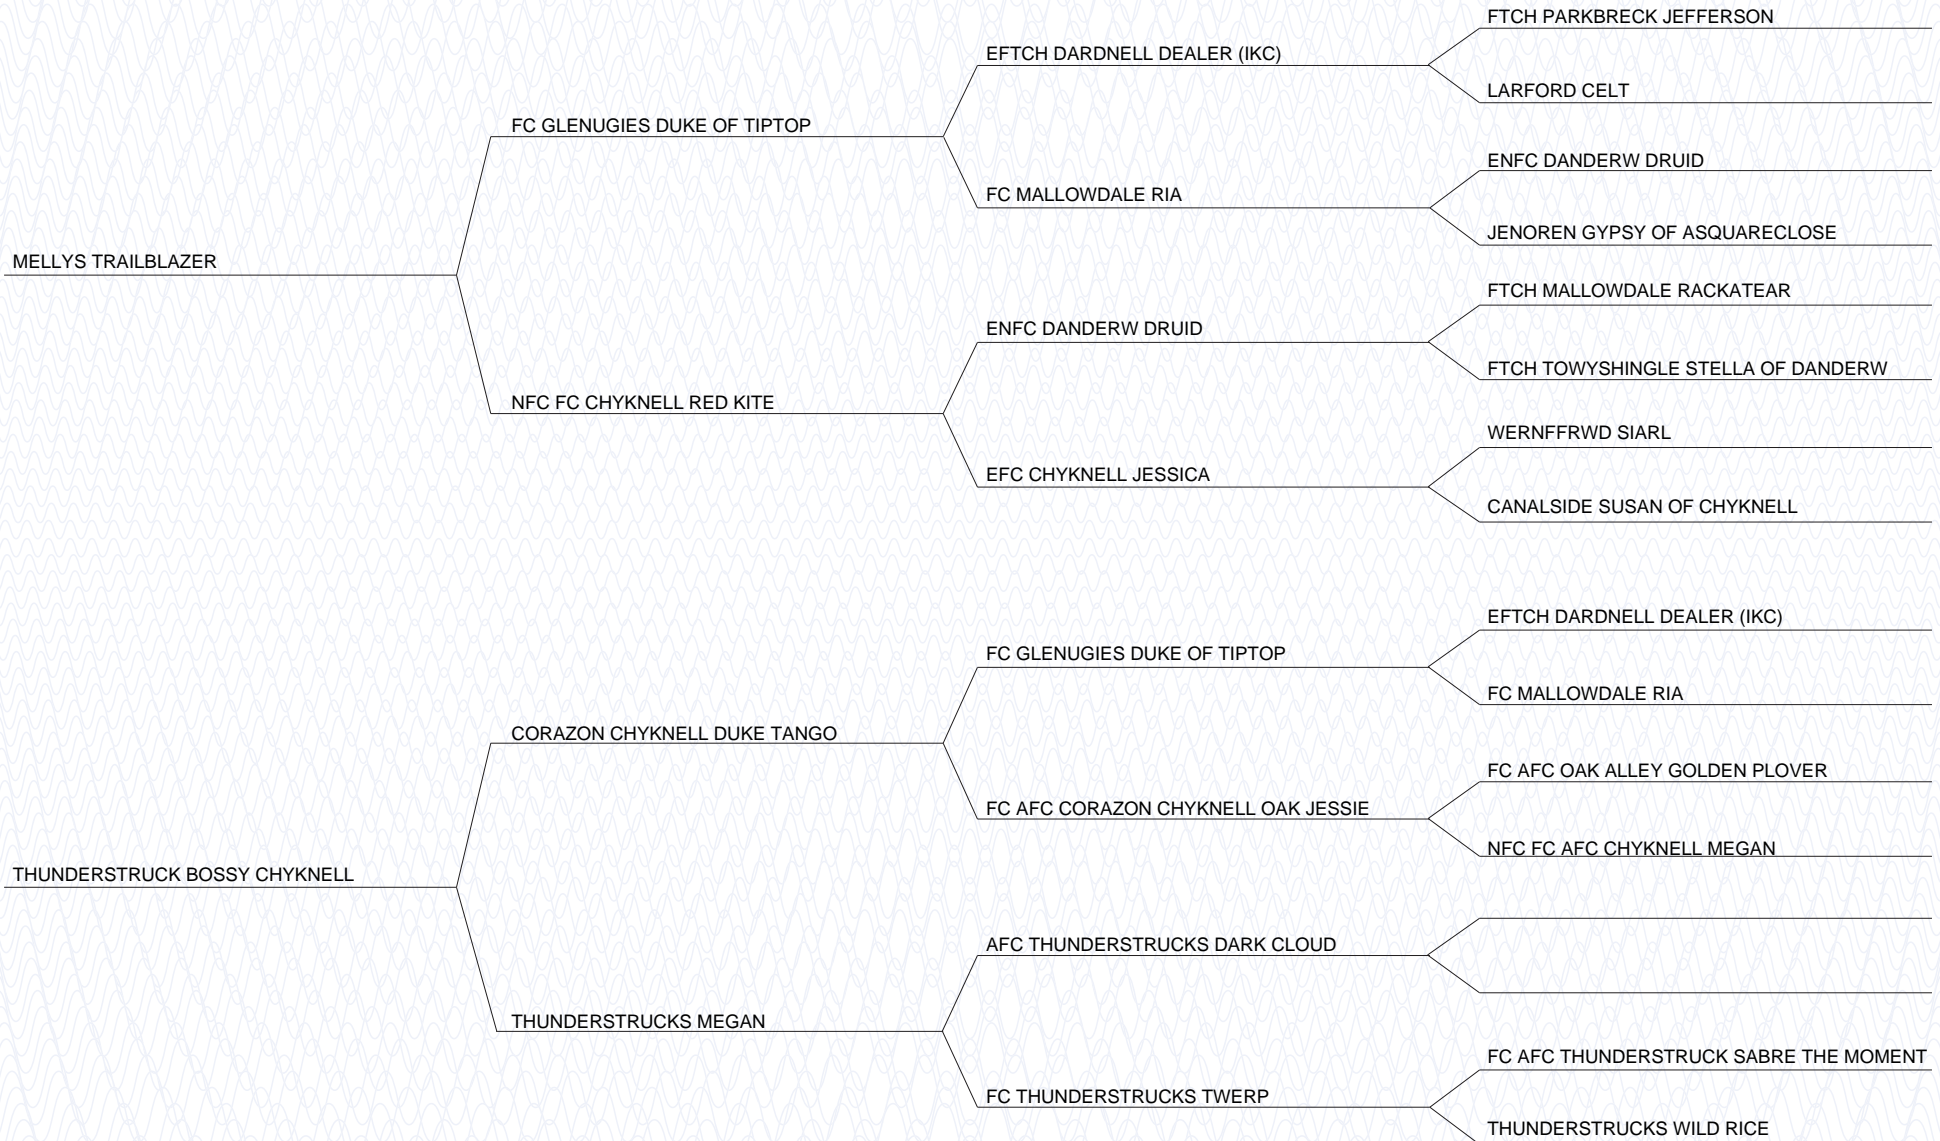 FTCH PARKBRECK JEFFERSON
EFTCH DARDNELL DEALER (IKC)
LARFORD CELT
FC GLENUGIES DUKE OF TIPTOP
ENFC DANDERW DRUID
FC MALLOWDALE RIA
JENOREN GYPSY OF ASQUARECLOSE
MELLYS TRAILBLAZER
FTCH MALLOWDALE RACKATEAR
ENFC DANDERW DRUID
FTCH TOWYSHINGLE STELLA OF DANDERW
NFC FC CHYKNELL RED KITE
WERNFFRWD SIARL
EFC CHYKNELL JESSICA
CANALSIDE SUSAN OF CHYKNELL
EFTCH DARDNELL DEALER (IKC)
FC GLENUGIES DUKE OF TIPTOP
FC MALLOWDALE RIA
CORAZON CHYKNELL DUKE TANGO
FC AFC OAK ALLEY GOLDEN PLOVER
FC AFC CORAZON CHYKNELL OAK JESSIE
NFC FC AFC CHYKNELL MEGAN
THUNDERSTRUCK BOSSY CHYKNELL
AFC THUNDERSTRUCKS DARK CLOUD
THUNDERSTRUCKS MEGAN
FC AFC THUNDERSTRUCK SABRE THE MOMENT
FC THUNDERSTRUCKS TWERP
THUNDERSTRUCKS WILD RICE